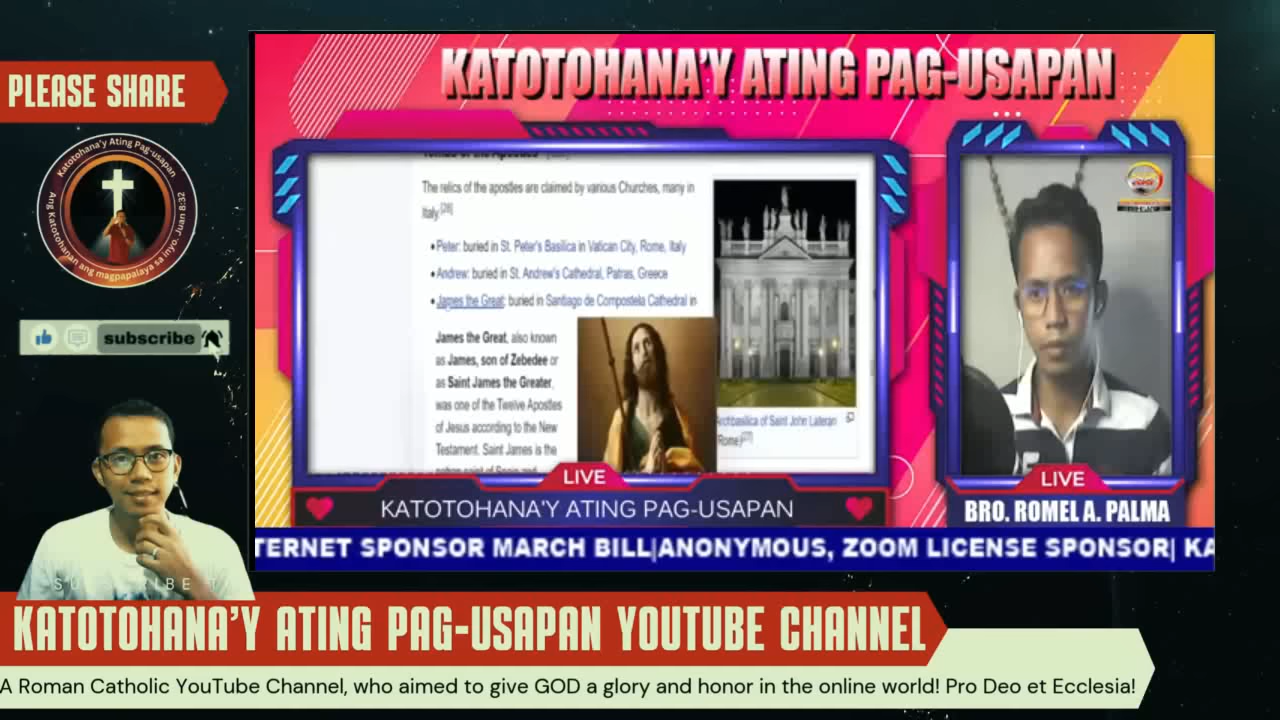 PLEASE SHARE
Katotohana'y Ating Pag-usapan
Ang Katotohanan ang magpapalaya sa inyo. Juan 8:32
subscribe
KATOTOHANA'Y ATING PAG-USAPAN
The relics of the apostles are claimed by various Churches, many in
Italy.
•Peter: buried in St. Peter's Basilica in Vatican City, Rome, Italy
•Andrew: buried in St. Andrew's Cathedral, Patras, Greece
•James the Great: buried in Santiago de Compostela Cathedral in
James the Great, also known
as James, son of Zebedee or
as Saint James the Greater,
was one of the Twelve Apostles
of Jesus according to the New
Testament. Saint James is the
Archbasilica of Saint John Lateran
(Rome)
LIVE
KATOTOHANA'Y ATING PAG-USAPAN
LIVE
BRO. ROMEL A. PALMA
TERNET SPONSOR MARCH BILL|ANONYMOUS, ZOOM LICENSE SPONSOR| KA
KATOTOHANA'Y ATING PAG-USAPAN YOUTUBE CHANNEL
A Roman Catholic YouTube Channel, who aimed to give GOD a glory and honor in the online world! Pro Deo et Ecclesia!